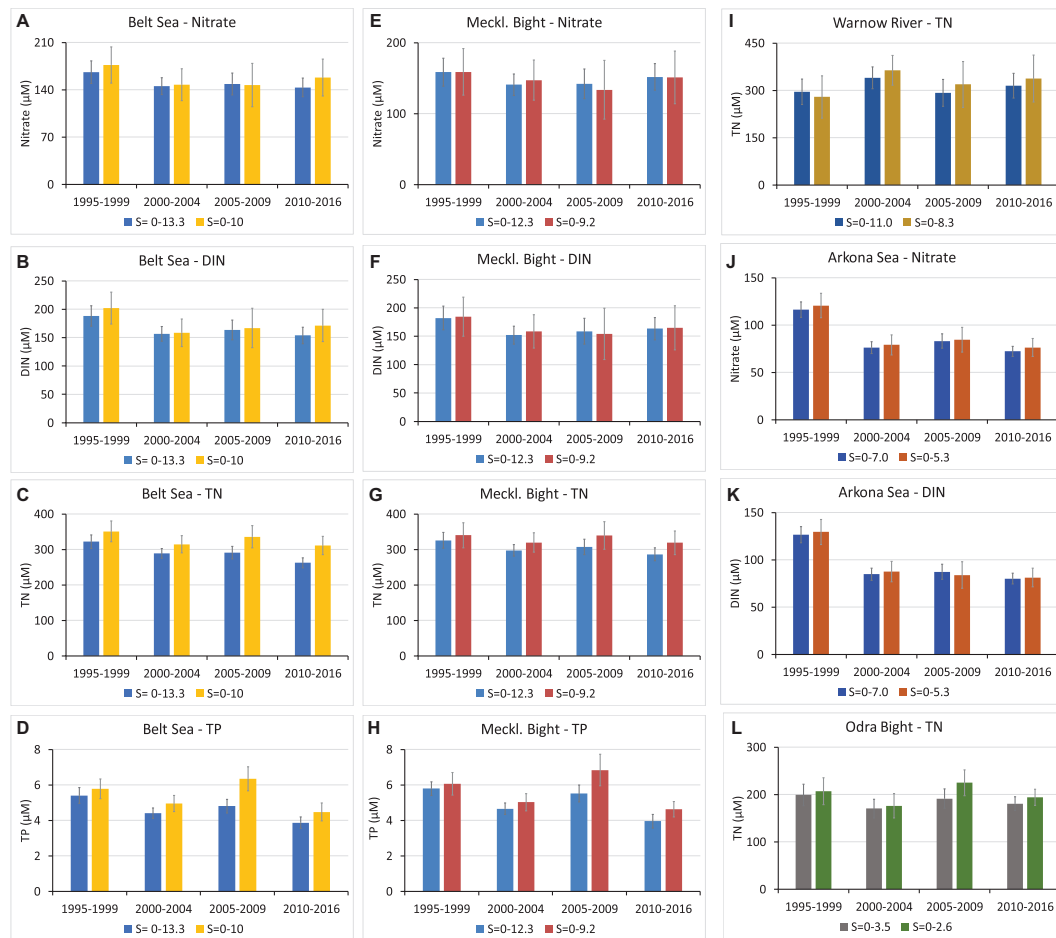 A
Belt Sea - Nitrate
Nitrate (µM)
210
140
70
0
1995-1999 2000-2004 2005-2009 2010-2016
S= 0-13.3 S=0-10
B
Belt Sea - DIN
DIN (µM)
250
200
150
100
50
0
1995-1999 2000-2004 2005-2009 2010-2016
S= 0-13.3 S=0-10
C
Belt Sea - TN
TN (µM)
400
300
200
100
0
1995-1999 2000-2004 2005-2009 2010-2016
S= 0-13.3 S=0-10
D
Belt Sea - TP
TP (µM)
8
6
4
2
0
1995-1999 2000-2004 2005-2009 2010-2016
S=0-13.3 S=0-10
E
Meckl. Bight - Nitrate
Nitrate (µM)
200
150
100
50
0
1995-1999 2000-2004 2005-2009 2010-2016
S=0-12.3 S=0-9.2
F
Meckl. Bight - DIN
DIN (µM)
250
200
150
100
50
0
1995-1999 2000-2004 2005-2009 2010-2016
S=0-12.3 S=0-9.2
G
Meckl. Bight - TN
TN (µM)
400
300
200
100
0
1995-1999 2000-2004 2005-2009 2010-2016
S=0-12.3 S=0-9.2
H
Meckl. Bight - TP
TP (µM)
8
6
4
2
0
1995-1999 2000-2004 2005-2009 2010-2016
S=0-12.3 S=0-9.2
I
Warnow River - TN
TN (µM)
450
300
150
0
1995-1999 2000-2004 2005-2009 2010-2016
S=0-11.0 S=0-8.3
J
Arkona Sea - Nitrate
Nitrate (µM)
150
100
50
0
1995-1999 2000-2004 2005-2009 2010-2016
S=0-7.0 S=0-5.3
K
Arkona Sea - DIN
DIN (µM)
150
100
50
0
1995-1999 2000-2004 2005-2009 2010-2016
S=0-7.0 S=0-5.3
L
Odra Bight - TN
TN (µM)
300
200
100
0
1995-1999 2000-2004 2005-2009 2010-2016
S=0-3.5 S=0-2.6